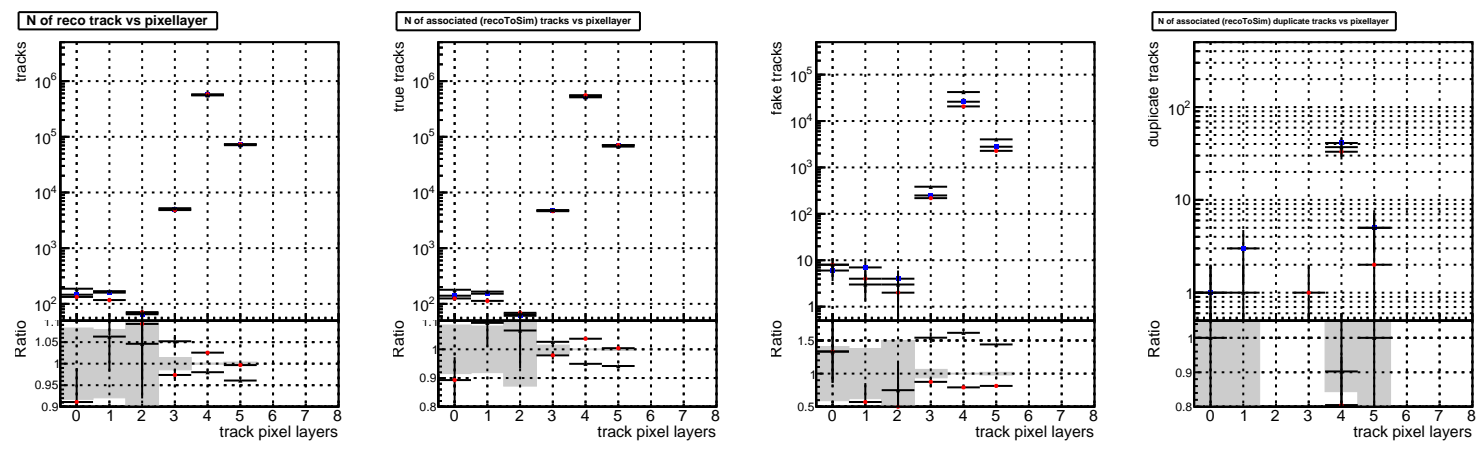 N of reco track vs pixellayer
tracks
10^6
10^5
10^4
10^3
10^2
Ratio
1.1
1.05
1
0.95
0.9
0 1 2 3 4 5 6 7 8
track pixel layers
N of associated (recoToSim) tracks vs pixellayer
true tracks
10^6
10^5
10^4
10^3
10^2
Ratio
1.1
1
0.9
0.8
0 1 2 3 4 5 6 7 8
track pixel layers
fake tracks
10^5
10^4
10^3
10^2
10
1
Ratio
1.5
1
0.5
0 1 2 3 4 5 6 7 8
track pixel layers
N of associated (recoToSim) duplicate tracks vs pixellayer
duplicate tracks
10^2
10
1
Ratio
1
0.9
0.8
0 1 2 3 4 5 6 7 8
track pixel layers